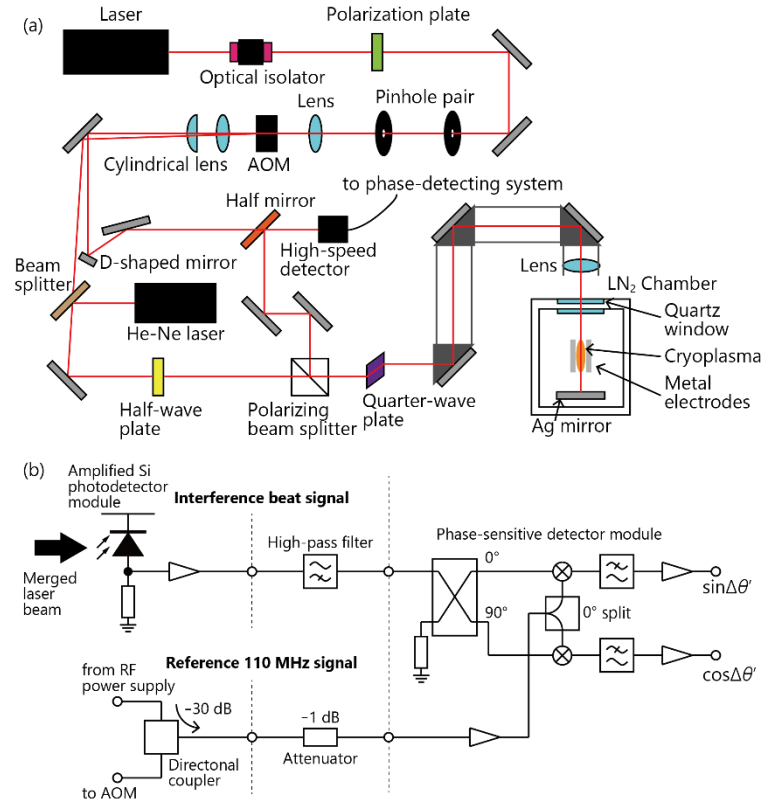 (a)
Laser
Polarization plate
Optical isolator
Lens
Pinhole pair
Cylindrical lens
AOM
to phase-detecting system
Half mirror
High-speed
detector
D-shaped mirror
Beam
splitter
He-Ne laser
Lens
LN₂ Chamber
Quartz
window
Cryoplasma
Metal
electrodes
Ag mirror
Half-wave
plate
Polarizing
beam splitter
Quarter-wave
plate
(b)
Amplified Si
photodetector
module
Interference beat signal
Merged
laser beam
High-pass filter
Phase-sensitive detector module
0°
90°
0° split
sinΔθ′
cosΔθ′
Reference 110 MHz signal
from RF
power supply
−30 dB
−1 dB
Attenuator
Directonal
coupler
to AOM